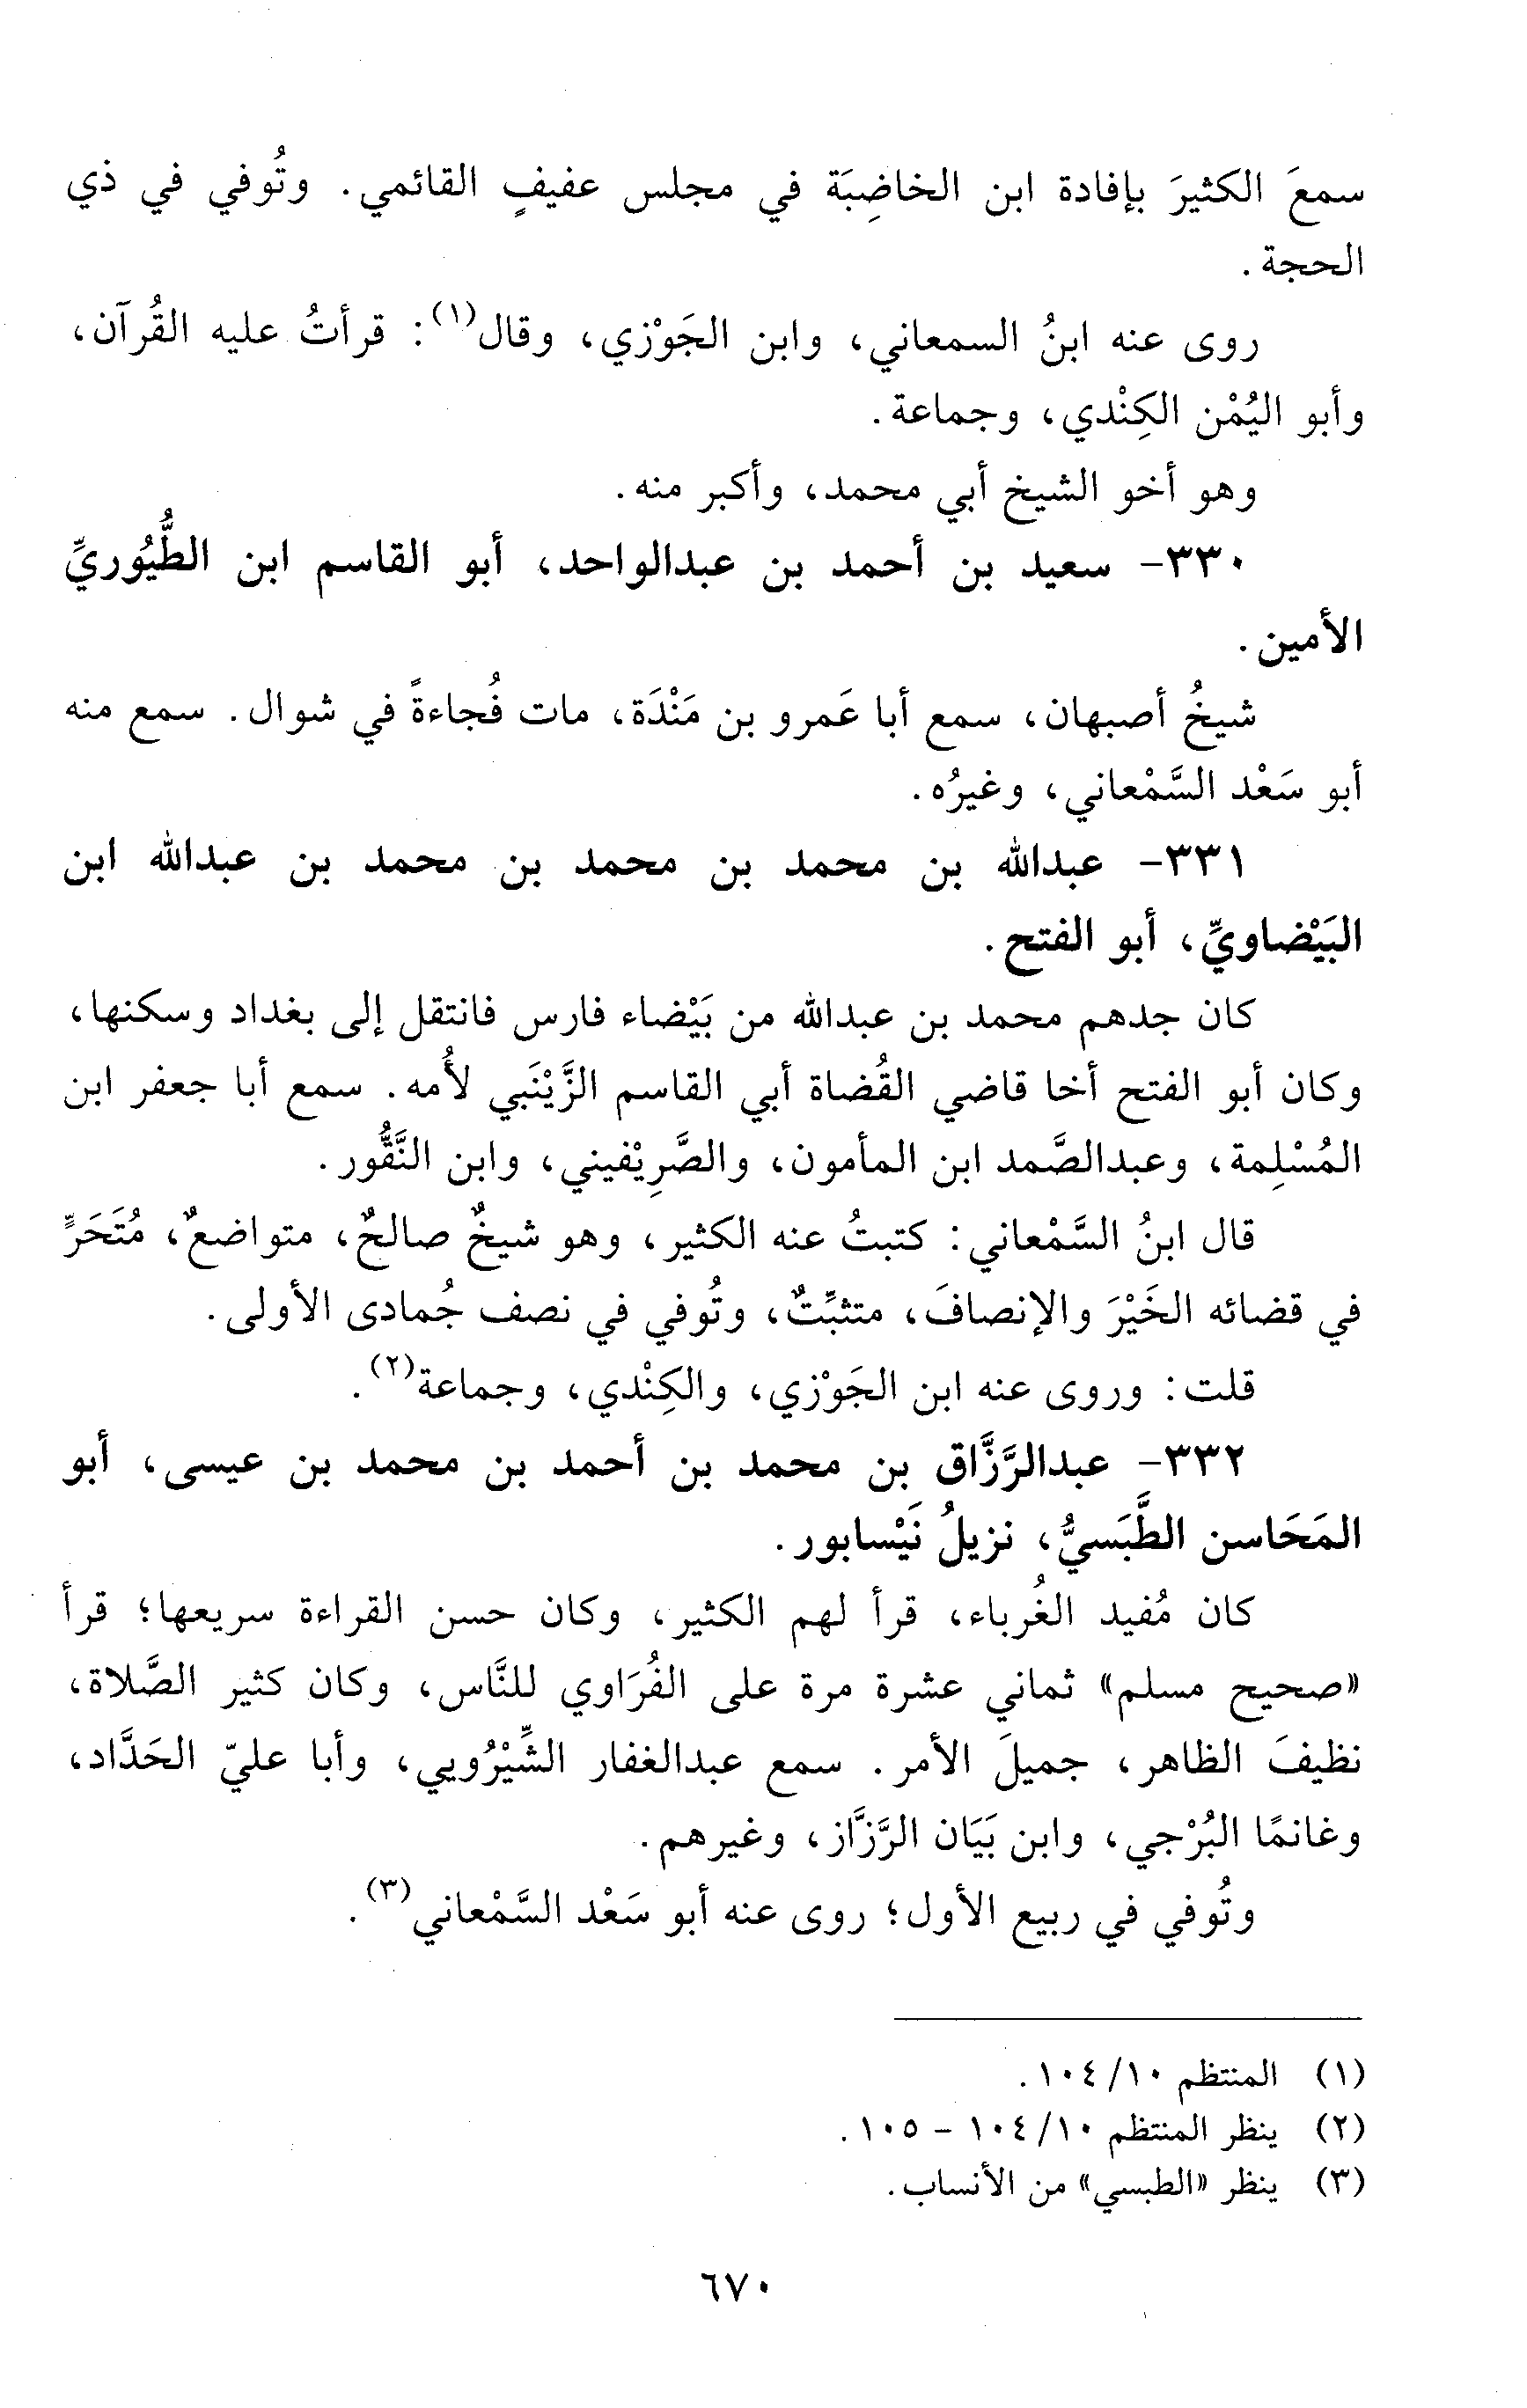 سمعَ الكثيرَ بإفادة ابن الخاضِبَة في مجلس عفيفٍ القائمي. وتُوفي في ذي
الحجة.
روى عنه ابنُ السمعاني، وابن الجَوْزي، وقال(١): قرأتُ عليه القُرآن،
وأبو اليُمْن الكِنْدي، وجماعة.
وهو أخو الشيخ أبي محمد، وأكبر منه.
٣٣٠- سعيد بن أحمد بن عبدالواحد، أبو القاسم ابن الطُّيُوريِّ
الأمين.
شيخُ أصبهان، سمع أبا عَمرو بن مَنْدَة، مات فُجاءةً في شوال. سمع منه
أبو سَعْد السَّمْعاني، وغيرُه.
٣٣١- عبدالله بن محمد بن محمد بن محمد بن عبدالله ابن
البَيْضاويِّ، أبو الفتح.
كان جدهم محمد بن عبدالله من بَيْضاء فارس فانتقل إلى بغداد وسكنها،
وكان أبو الفتح أخا قاضي القُضاة أبي القاسم الزَّيْنَبي لأُمه. سمع أبا جعفر ابن
المُسْلِمة، وعبدالصَّمد ابن المأمون، والصَّرِيْفيني، وابن النَّقُّور.
قال ابنُ السَّمْعاني: كتبتُ عنه الكثير، وهو شيخٌ صالحٌ، متواضعٌ، مُتَحَرٍّ
في قضائه الخَيْرَ والإنصافَ، متثبِّتٌ، وتُوفي في نصف جُمادى الأولى.
قلت: وروى عنه ابن الجَوْزي، والكِنْدي، وجماعة(٢).
٣٣٢- عبدالرَّزَّاق بن محمد بن أحمد بن محمد بن عيسى، أبو
المَحَاسن الطَّبَسيُّ، نزيلُ نَيْسابور.
كان مُفيد الغُرباء، قرأ لهم الكثير، وكان حسن القراءة سريعها؛ قرأ
«صحيح مسلم» ثماني عشرة مرة على الفُرَاوي للنَّاس، وكان كثير الصَّلاة،
نظيفَ الظاهر، جميلَ الأمر. سمع عبدالغفار الشِّيْرُويي، وأبا عليّ الحَدَّاد،
وغانمًا البُرْجي، وابن بَيَان الرَّزَّاز، وغيرهم.
وتُوفي في ربيع الأول؛ روى عنه أبو سَعْد السَّمْعاني(٣).
(١) المنتظم ١٠/ ١٠٤.
(٢) ينظر المنتظم ١٠/ ١٠٤ - ١٠٥.
(٣) ينظر «الطبسي» من الأنساب.
٦٧٠